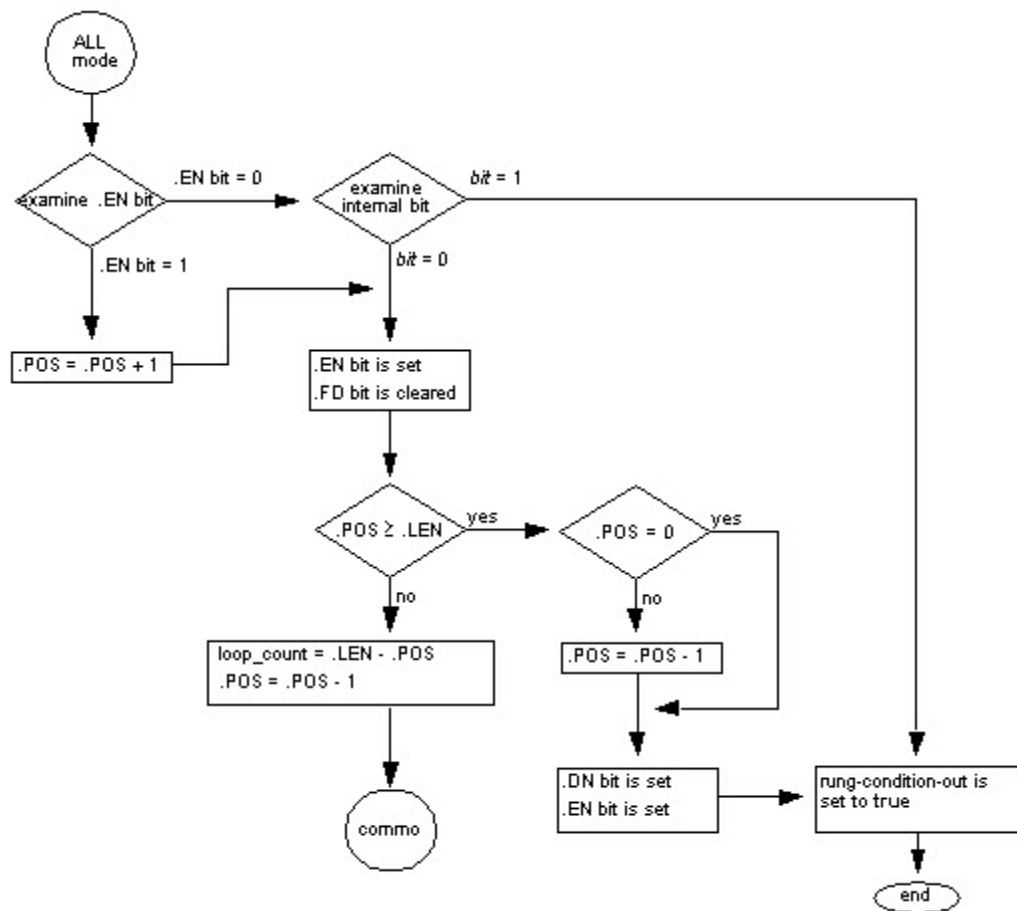 ALL
mode
examine .EN bit
.EN bit = 0
examine
internal bit
bit = 1
.EN bit = 1
bit = 0
.POS = .POS + 1
.EN bit is set
.FD bit is cleared
.POS ≥ .LEN
yes
.POS = 0
yes
no
no
loop_count = .LEN - .POS
.POS = .POS - 1
.POS = .POS - 1
.DN bit is set
.EN bit is set
rung-condition-out is
set to true
commo
end